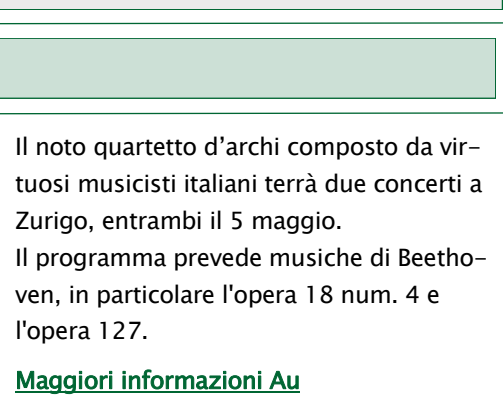 Il noto quartetto d’archi composto da vir-
tuosi musicisti italiani terrà due concerti a
Zurigo, entrambi il 5 maggio.
Il programma prevede musiche di Beetho-
ven, in particolare l'opera 18 num. 4 e
l'opera 127.
Maggiori informazioni Au